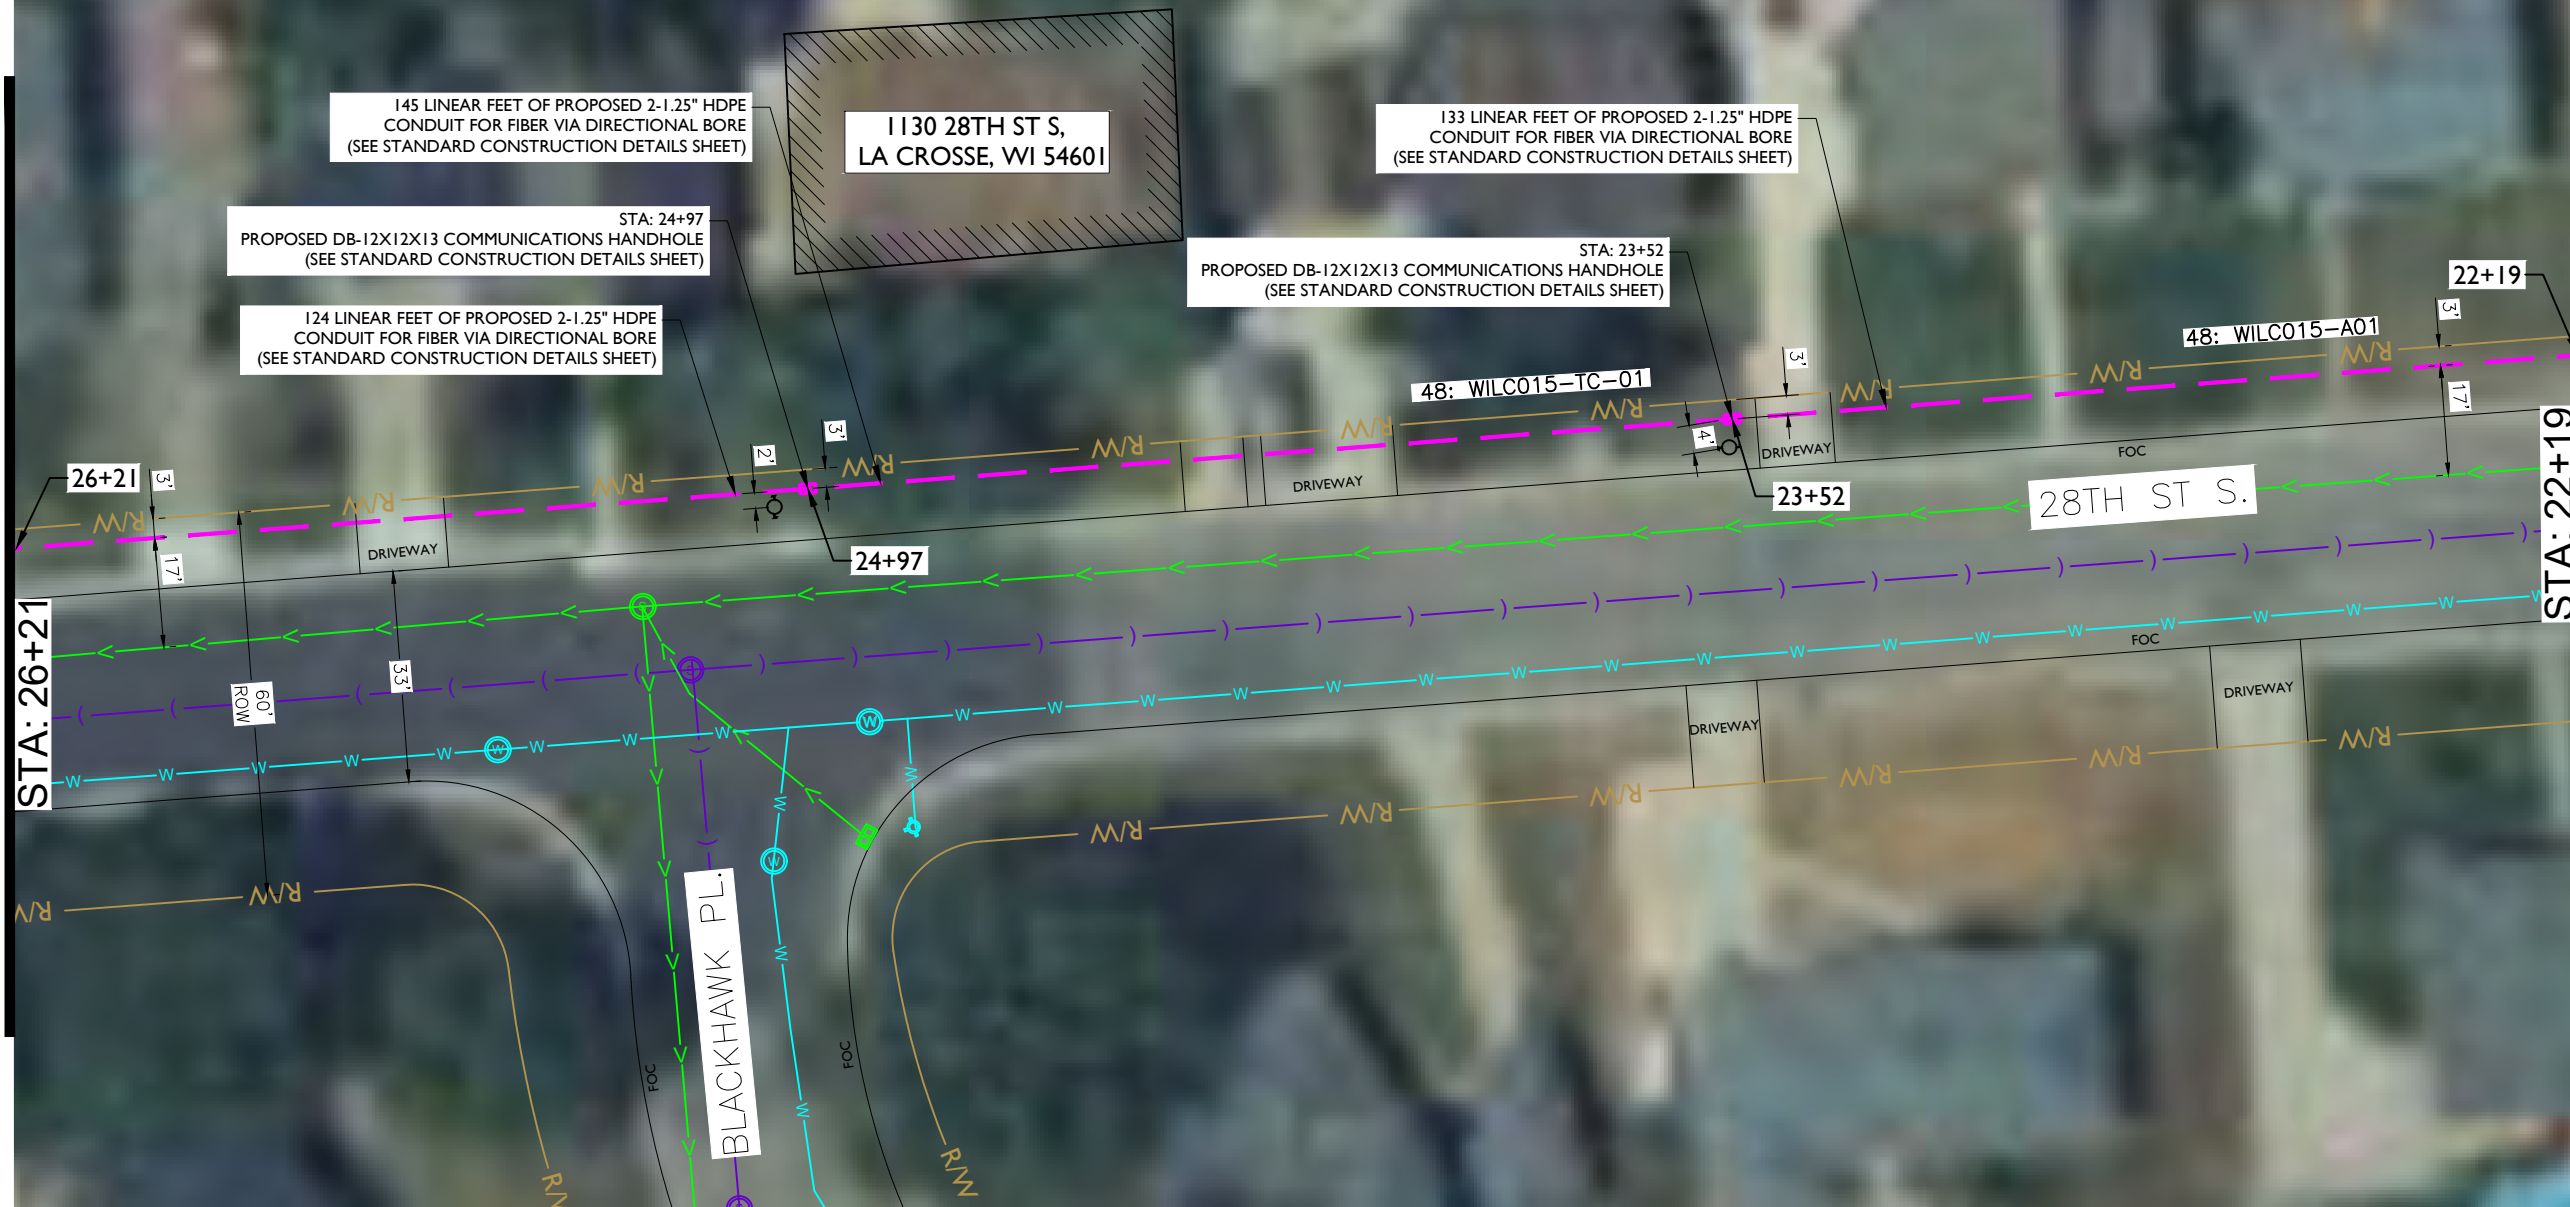 145 LINEAR FEET OF PROPOSED 2-1.25" HDPE
CONDUIT FOR FIBER VIA DIRECTIONAL BORE
(SEE STANDARD CONSTRUCTION DETAILS SHEET)
1130 28TH ST S,
LA CROSSE, WI 54601
133 LINEAR FEET OF PROPOSED 2-1.25" HDPE
CONDUIT FOR FIBER VIA DIRECTIONAL BORE
(SEE STANDARD CONSTRUCTION DETAILS SHEET)
STA: 24+97
PROPOSED DB-12X12X13 COMMUNICATIONS HANDHOLE
(SEE STANDARD CONSTRUCTION DETAILS SHEET)
STA: 23+52
PROPOSED DB-12X12X13 COMMUNICATIONS HANDHOLE
(SEE STANDARD CONSTRUCTION DETAILS SHEET)
124 LINEAR FEET OF PROPOSED 2-1.25" HDPE
CONDUIT FOR FIBER VIA DIRECTIONAL BORE
(SEE STANDARD CONSTRUCTION DETAILS SHEET)
22+19
3'
48: WILC015-A01
R/W
17'
3'
48: WILC015-TC-01
R/W
R/W
R/W
R/W
4'
DRIVEWAY
FOC
23+52
28TH ST S.
STA: 22+19
26+21
3'
17'
R/W
R/W
R/W
2'
3'
R/W
R/W
DRIVEWAY
DRIVEWAY
24+97
STA: 26+21
60'
ROW
33'
W W W W W W W W W W W W W W W W W W W W W W W W W W
W
W
FOC
DRIVEWAY
DRIVEWAY
R/W
R/W
R/W
R/W
R/W
R/W
R/W
R/W
W
W
W
W
W
BLACKHAWK PL.
FOC
FOC
R/W